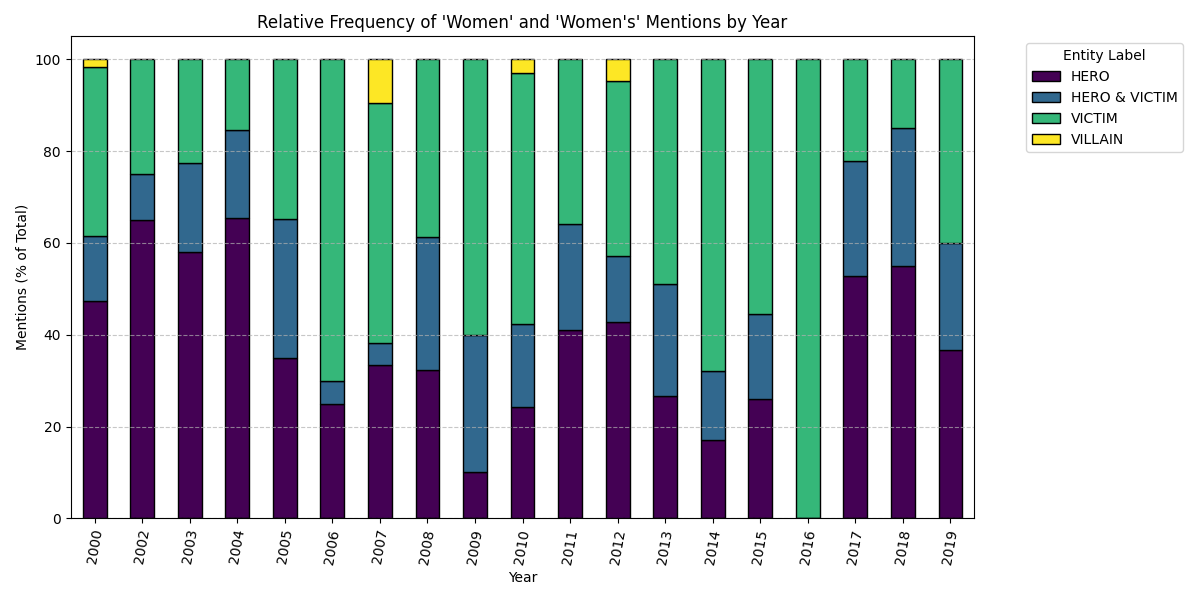 Relative Frequency of 'Women' and 'Women's' Mentions by Year
Mentions (% of Total)
100
80
60
40
20
0
2000 2002 2003 2004 2005 2006 2007 2008 2009 2010 2011 2012 2013 2014 2015 2016 2017 2018 2019
Year
Entity Label
HERO
HERO & VICTIM
VICTIM
VILLAIN